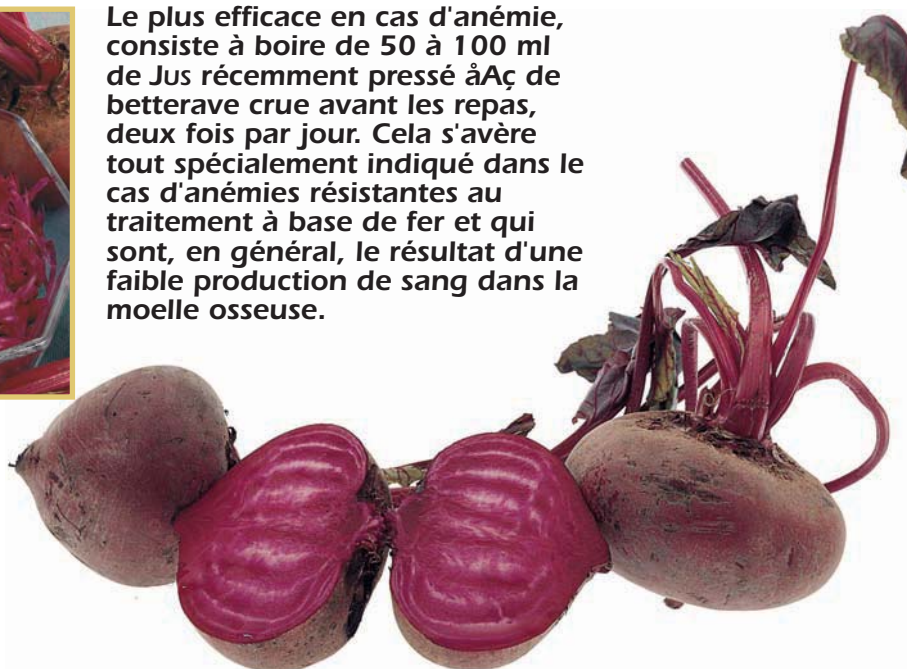 Le plus efficace en cas d'anémie,
consiste à boire de 50 à 100 ml
de Jus récemment pressé åAç de
betterave crue avant les repas,
deux fois par jour. Cela s'avère
tout spécialement indiqué dans le
cas d'anémies résistantes au
traitement à base de fer et qui
sont, en général, le résultat d'une
faible production de sang dans la
moelle osseuse.